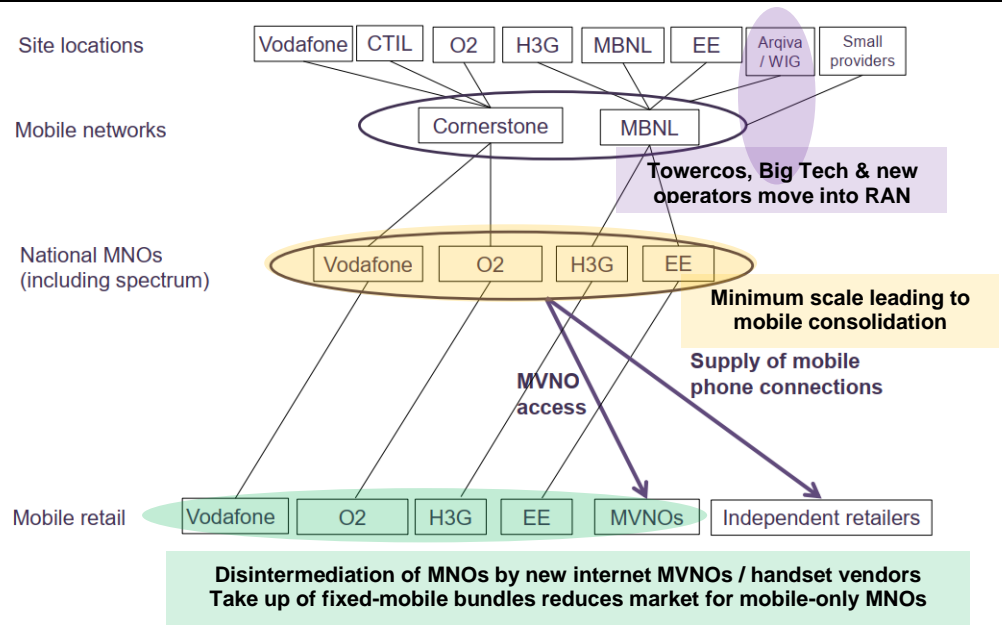 Site locations
Vodafone
CTIL
O2
H3G
MBNL
EE
Arqiva
/ WIG
Small
providers
Mobile networks
Cornerstone
MBNL
Towercos, Big Tech & new
operators move into RAN
National MNOs
(including spectrum)
Vodafone
O2
H3G
EE
Minimum scale leading to
mobile consolidation
MVNO
access
Supply of mobile
phone connections
Mobile retail
Vodafone
O2
H3G
EE
MVNOs
Independent retailers
Disintermediation of MNOs by new internet MVNOs / handset vendors
Take up of fixed-mobile bundles reduces market for mobile-only MNOs